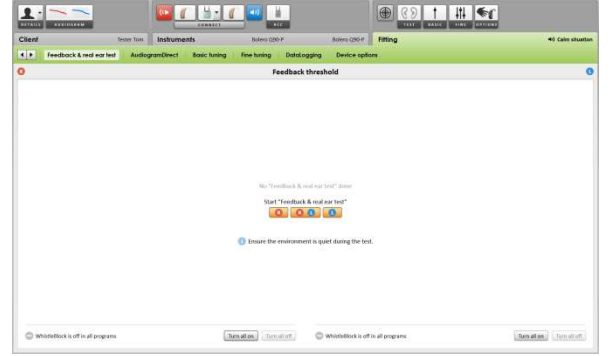 DETAILS AUDIOGRAM CONNECT REC TEST BASIC FINE OPTIONS
Client Tester Tom Instruments Bolero Q90-P Bolero Q90-P Fitting Calm situation
Feedback & real ear test AudiogramDirect Basic tuning Fine tuning DataLogging Device options
R Feedback threshold L
No "Feedback & real ear test" done
Start "Feedback & real ear test"
R R L L
i Ensure the environment is quiet during the test.
WhistleBlock is off in all programs Turn all on Turn all off WhistleBlock is off in all programs Turn all on Turn all off